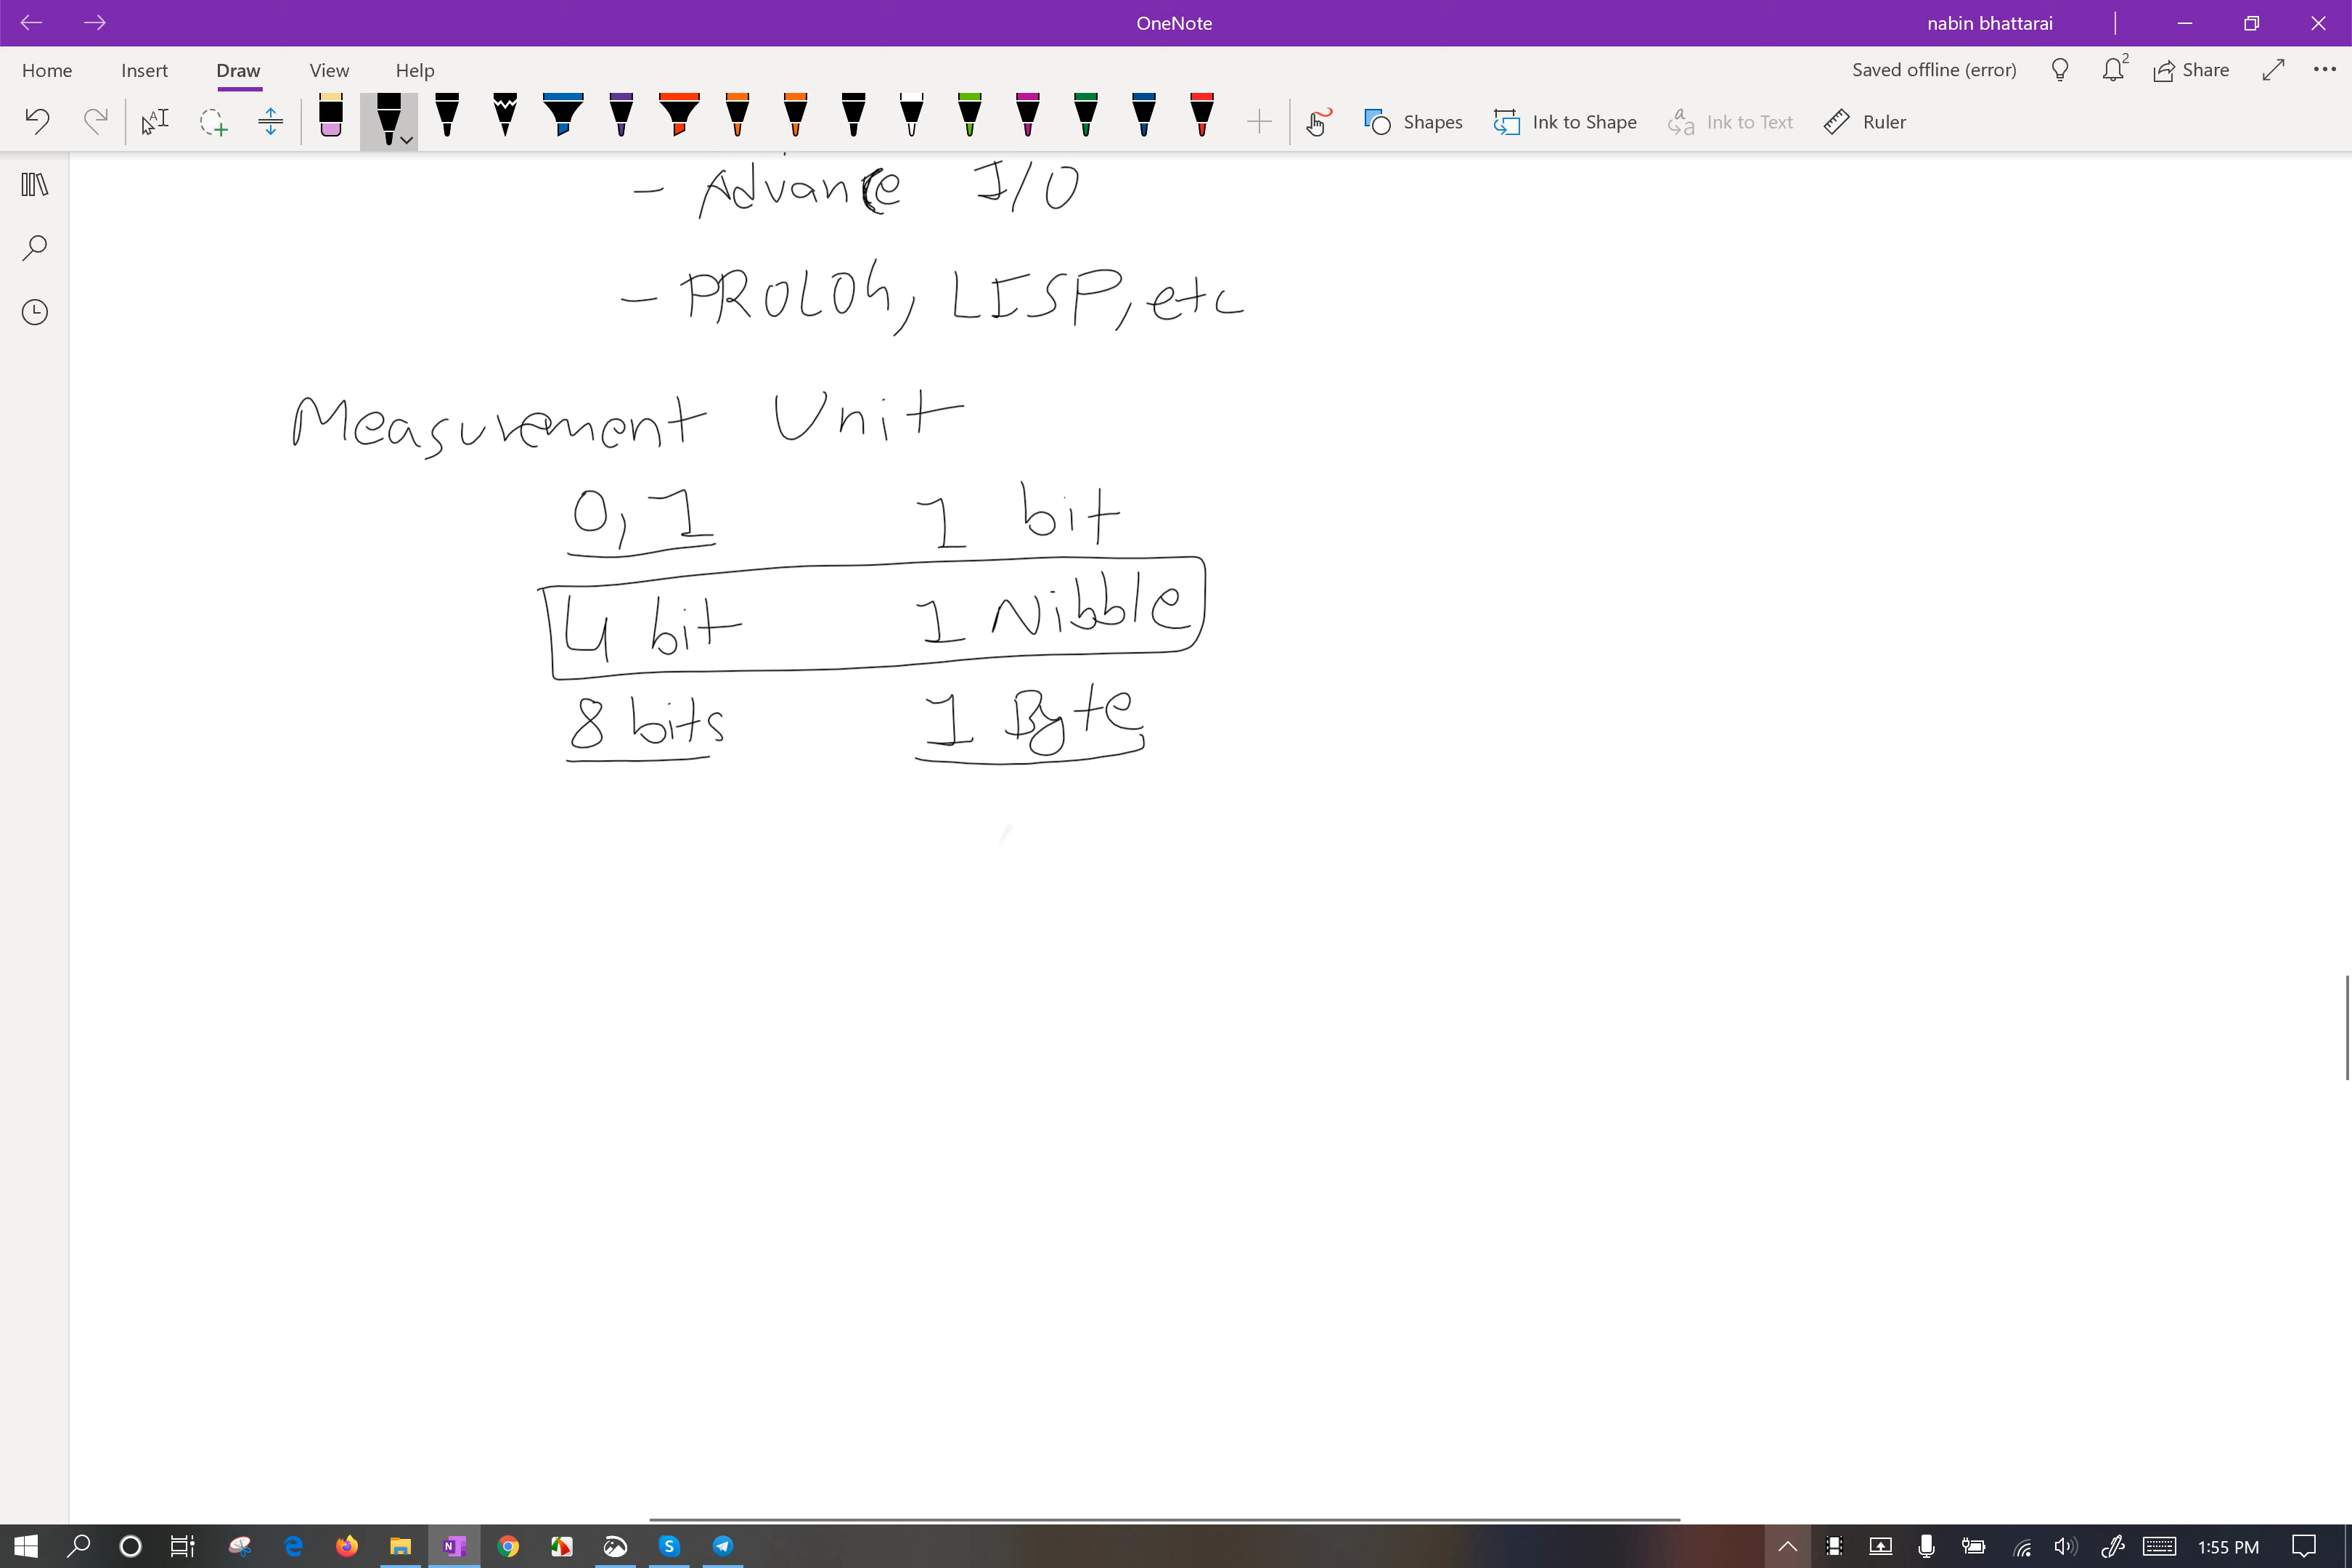 OneNote
nabin bhattarai
Home Insert Draw View Help
Saved offline (error)
2
Share
Shapes
Ink to Shape
Ink to Text
Ruler
- Advance I/O
- PROLOG, LISP, etc
Measurement Unit
0, 1 1 bit
4 bit 1 Nibble
8 bits 1 Byte
1:55 PM